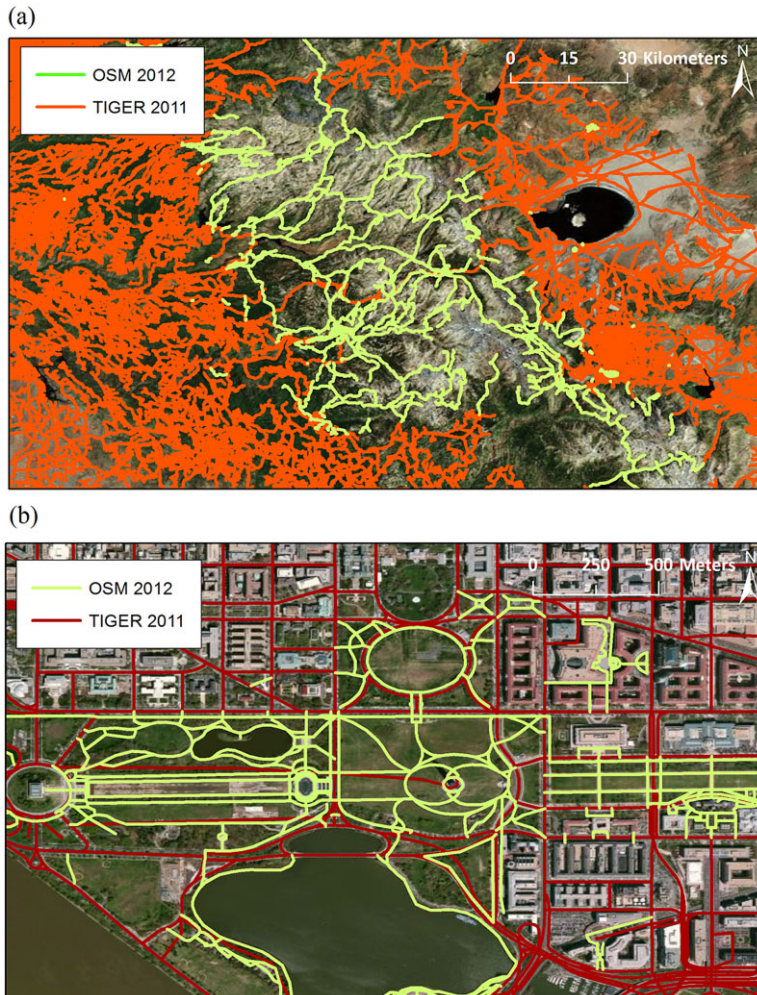 (a)
OSM 2012
TIGER 2011
0 15 30 Kilometers
N
(b)
OSM 2012
TIGER 2011
0 250 500 Meters
N